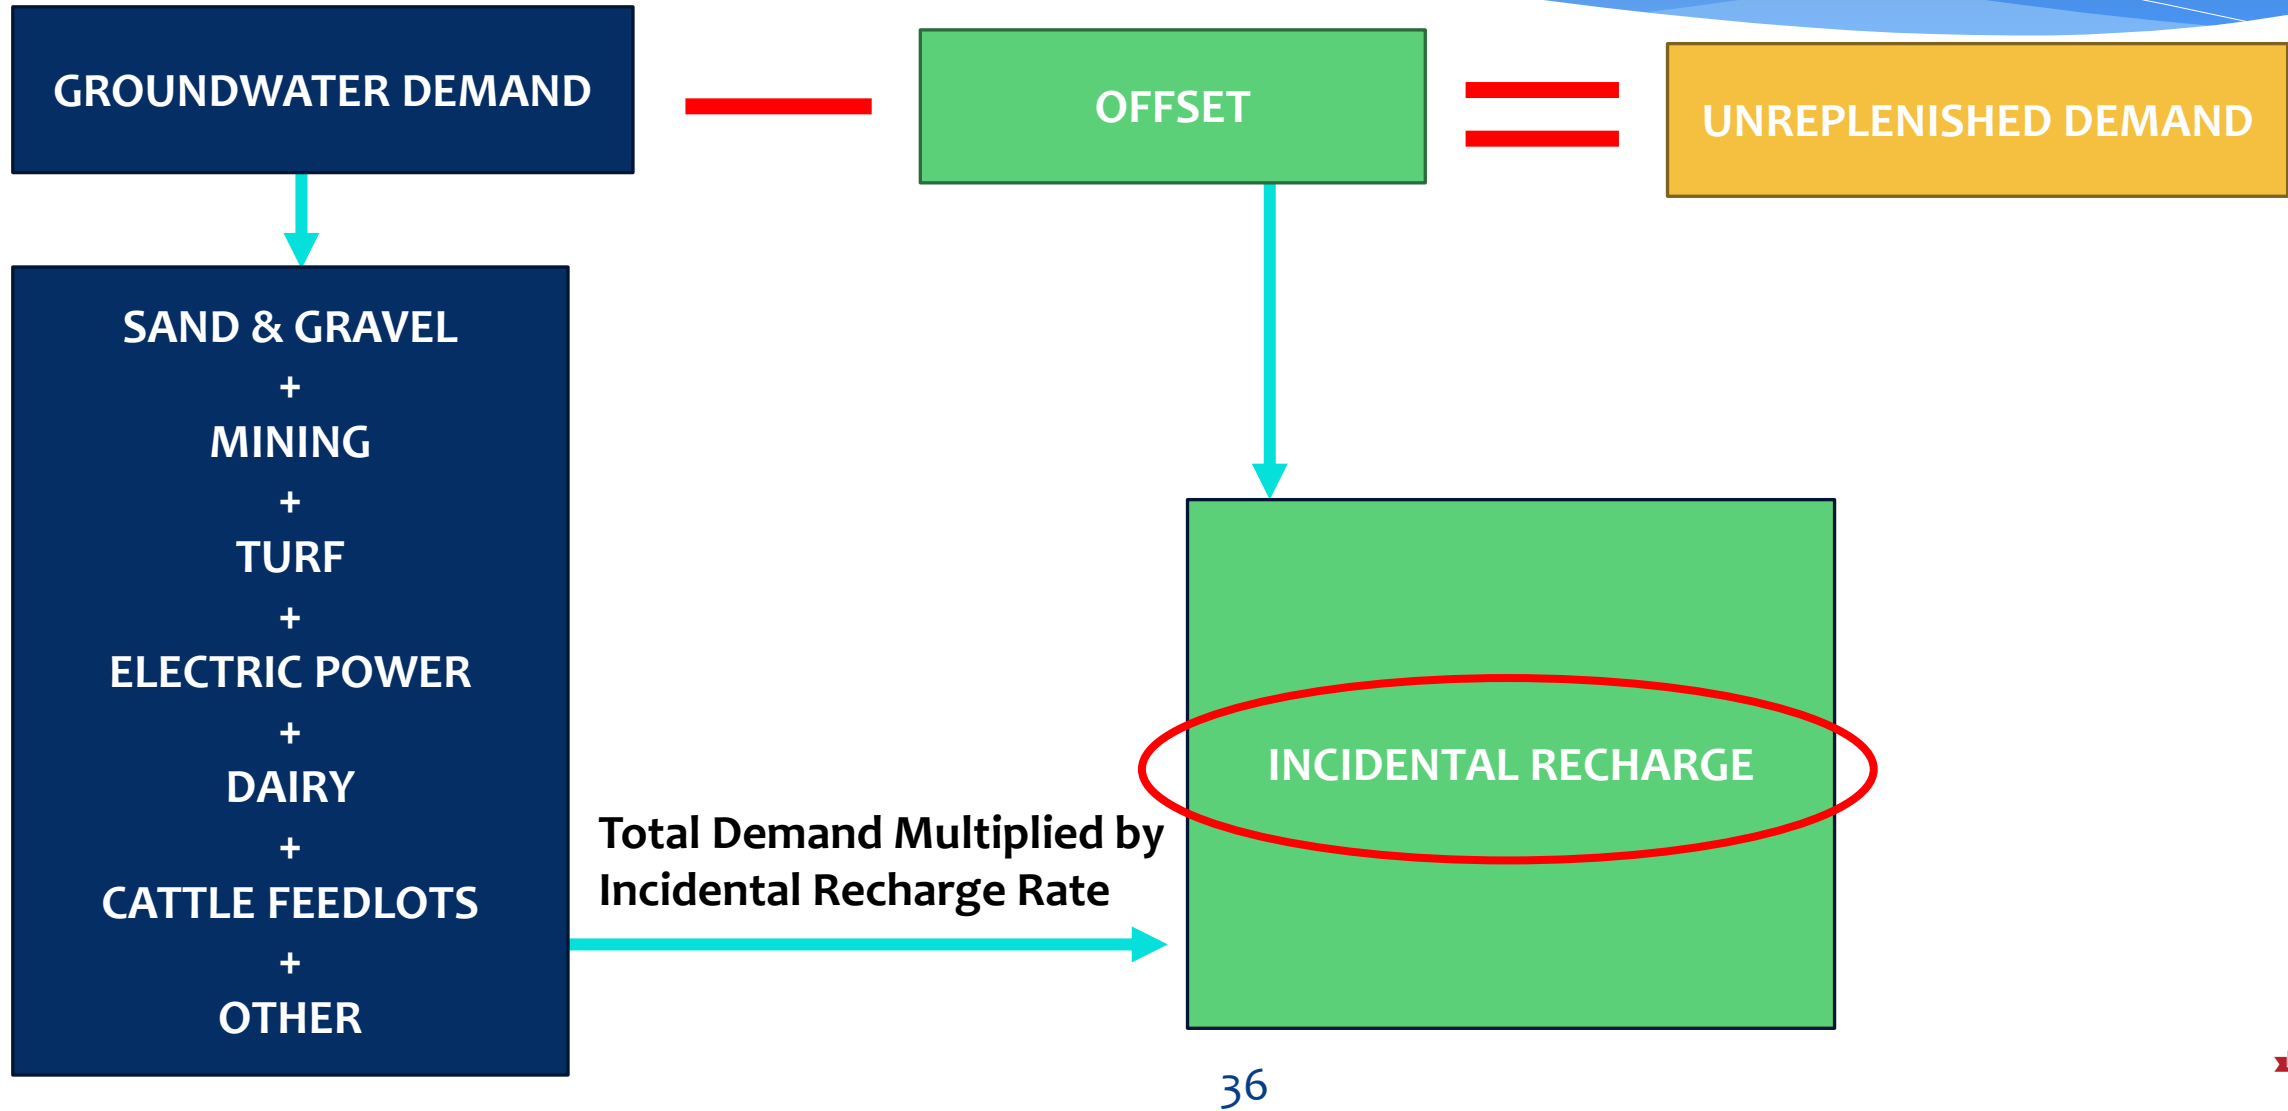 GROUNDWATER DEMAND
OFFSET
UNREPLENISHED DEMAND
SAND & GRAVEL
+
MINING
+
TURF
+
ELECTRIC POWER
+
DAIRY
+
CATTLE FEEDLOTS
+
OTHER
Total Demand Multiplied by
Incidental Recharge Rate
INCIDENTAL RECHARGE
36